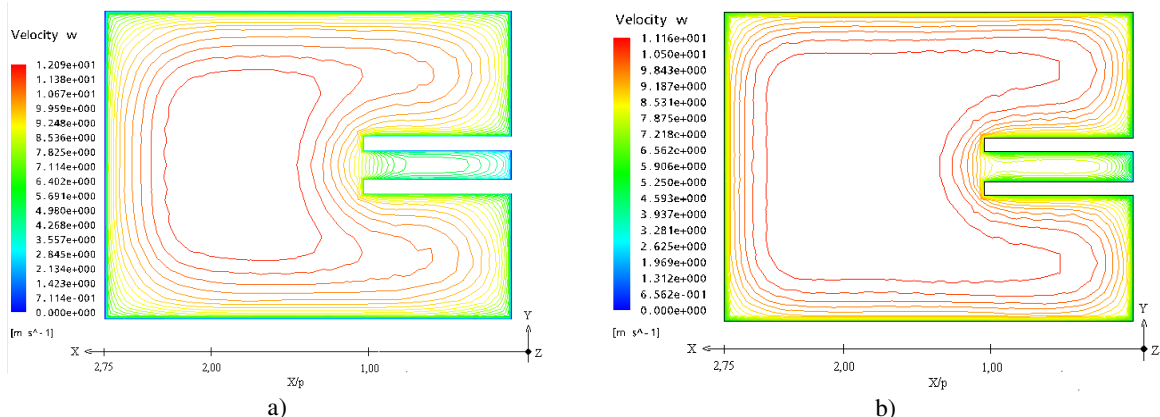 Velocity w
1.209e+001
1.138e+001
1.067e+001
9.959e+000
9.248e+000
8.536e+000
7.825e+000
7.114e+000
6.402e+000
5.691e+000
4.980e+000
4.268e+000
3.557e+000
2.845e+000
2.134e+000
1.423e+000
7.114e-001
0.000e+000
[m s^-1]
X
2,75
2,00
1,00
X/p
Y
Z
a)
Velocity w
1.116e+001
1.050e+001
9.843e+000
9.187e+000
8.531e+000
7.875e+000
7.218c+000
6.562c+000
5.906e+000
5.250e+000
4.593e+000
3.937e+000
3.281e+000
2.625e+000
1.969e+000
1.312e+000
6.562e-001
0.000e+000
[m s^-1]
X
2,75
2,00
1,00
X/p
Y
Z
b)